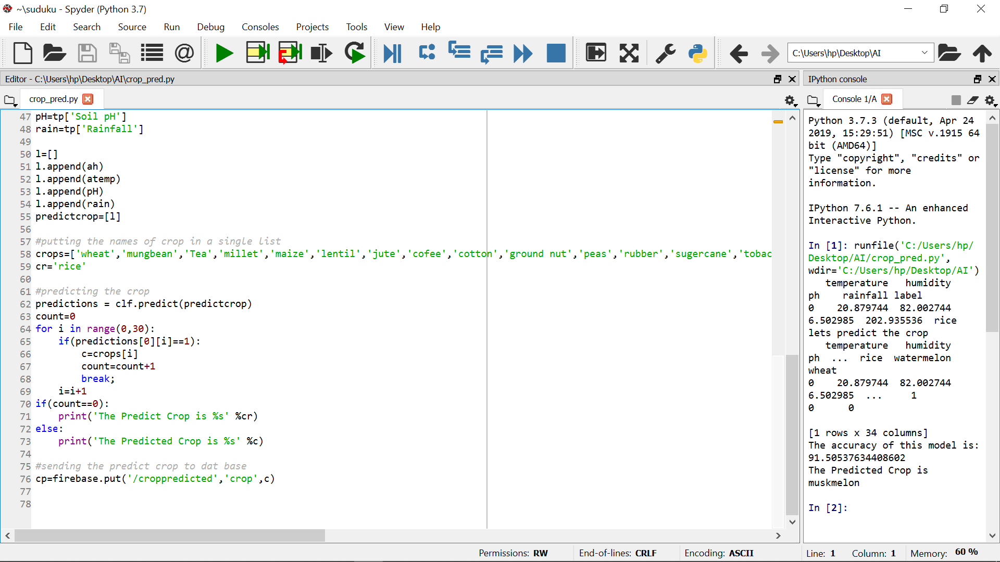 ~\suduku - Spyder (Python 3.7)
File Edit Search Source Run Debug Consoles Projects Tools View Help
C:\Users\hp\Desktop\AI
Editor - C:\Users\hp\Desktop\AI\crop_pred.py
crop_pred.py
47 pH=tp['Soil pH']
48 rain=tp['Rainfall']
49
50 l=[]
51 l.append(ah)
52 l.append(atemp)
53 l.append(pH)
54 l.append(rain)
55 predictcrop=[l]
56
57 #putting the names of crop in a single list
58 crops=['wheat','mungbean','Tea','millet','maize','lentil','jute','cofee','cotton','ground nut','peas','rubber','sugercane','tobac
59 cr='rice'
60
61 #predicting the crop
62 predictions = clf.predict(predictcrop)
63 count=0
64 for i in range(0,30):
65     if(predictions[0][i]==1):
66         c=crops[i]
67         count=count+1
68         break;
69     i=i+1
70 if(count==0):
71     print('The Predict Crop is %s' %cr)
72 else:
73     print('The Predicted Crop is %s' %c)
74
75 #sending the predict crop to dat base
76 cp=firebase.put('/croppredicted','crop',c)
77
78
IPython console
Console 1/A
Python 3.7.3 (default, Apr 24
2019, 15:29:51) [MSC v.1915 64
bit (AMD64)]
Type "copyright", "credits" or
"license" for more
information.
IPython 7.6.1 -- An enhanced
Interactive Python.
In [1]: runfile('C:/Users/hp/
Desktop/AI/crop_pred.py',
wdir='C:/Users/hp/Desktop/AI')
temperature humidity
ph rainfall label
0 20.879744 82.002744
6.502985 202.935536 rice
lets predict the crop
temperature humidity
ph ... rice watermelon
wheat
0 20.879744 82.002744
6.502985 ... 1
0 0
[1 rows x 34 columns]
The accuracy of this model is:
91.50537634408602
The Predicted Crop is
muskmelon
In [2]:
Permissions: RW End-of-lines: CRLF Encoding: ASCII Line: 1 Column: 1 Memory: 60 %